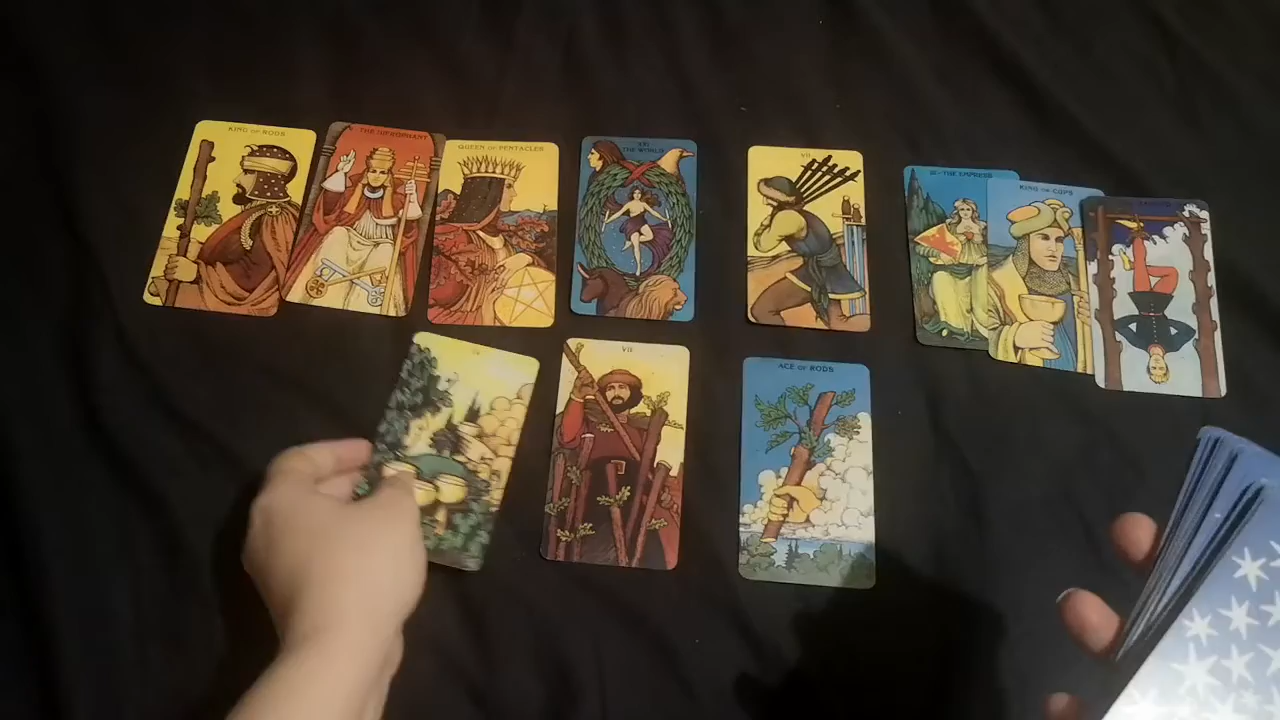 KING OF RODS
V · THE HIEROPHANT
QUEEN OF PENTACLES
XXI
THE WORLD
VII
III · THE EMPRESS
KING OF CUPS
VII
ACE OF RODS